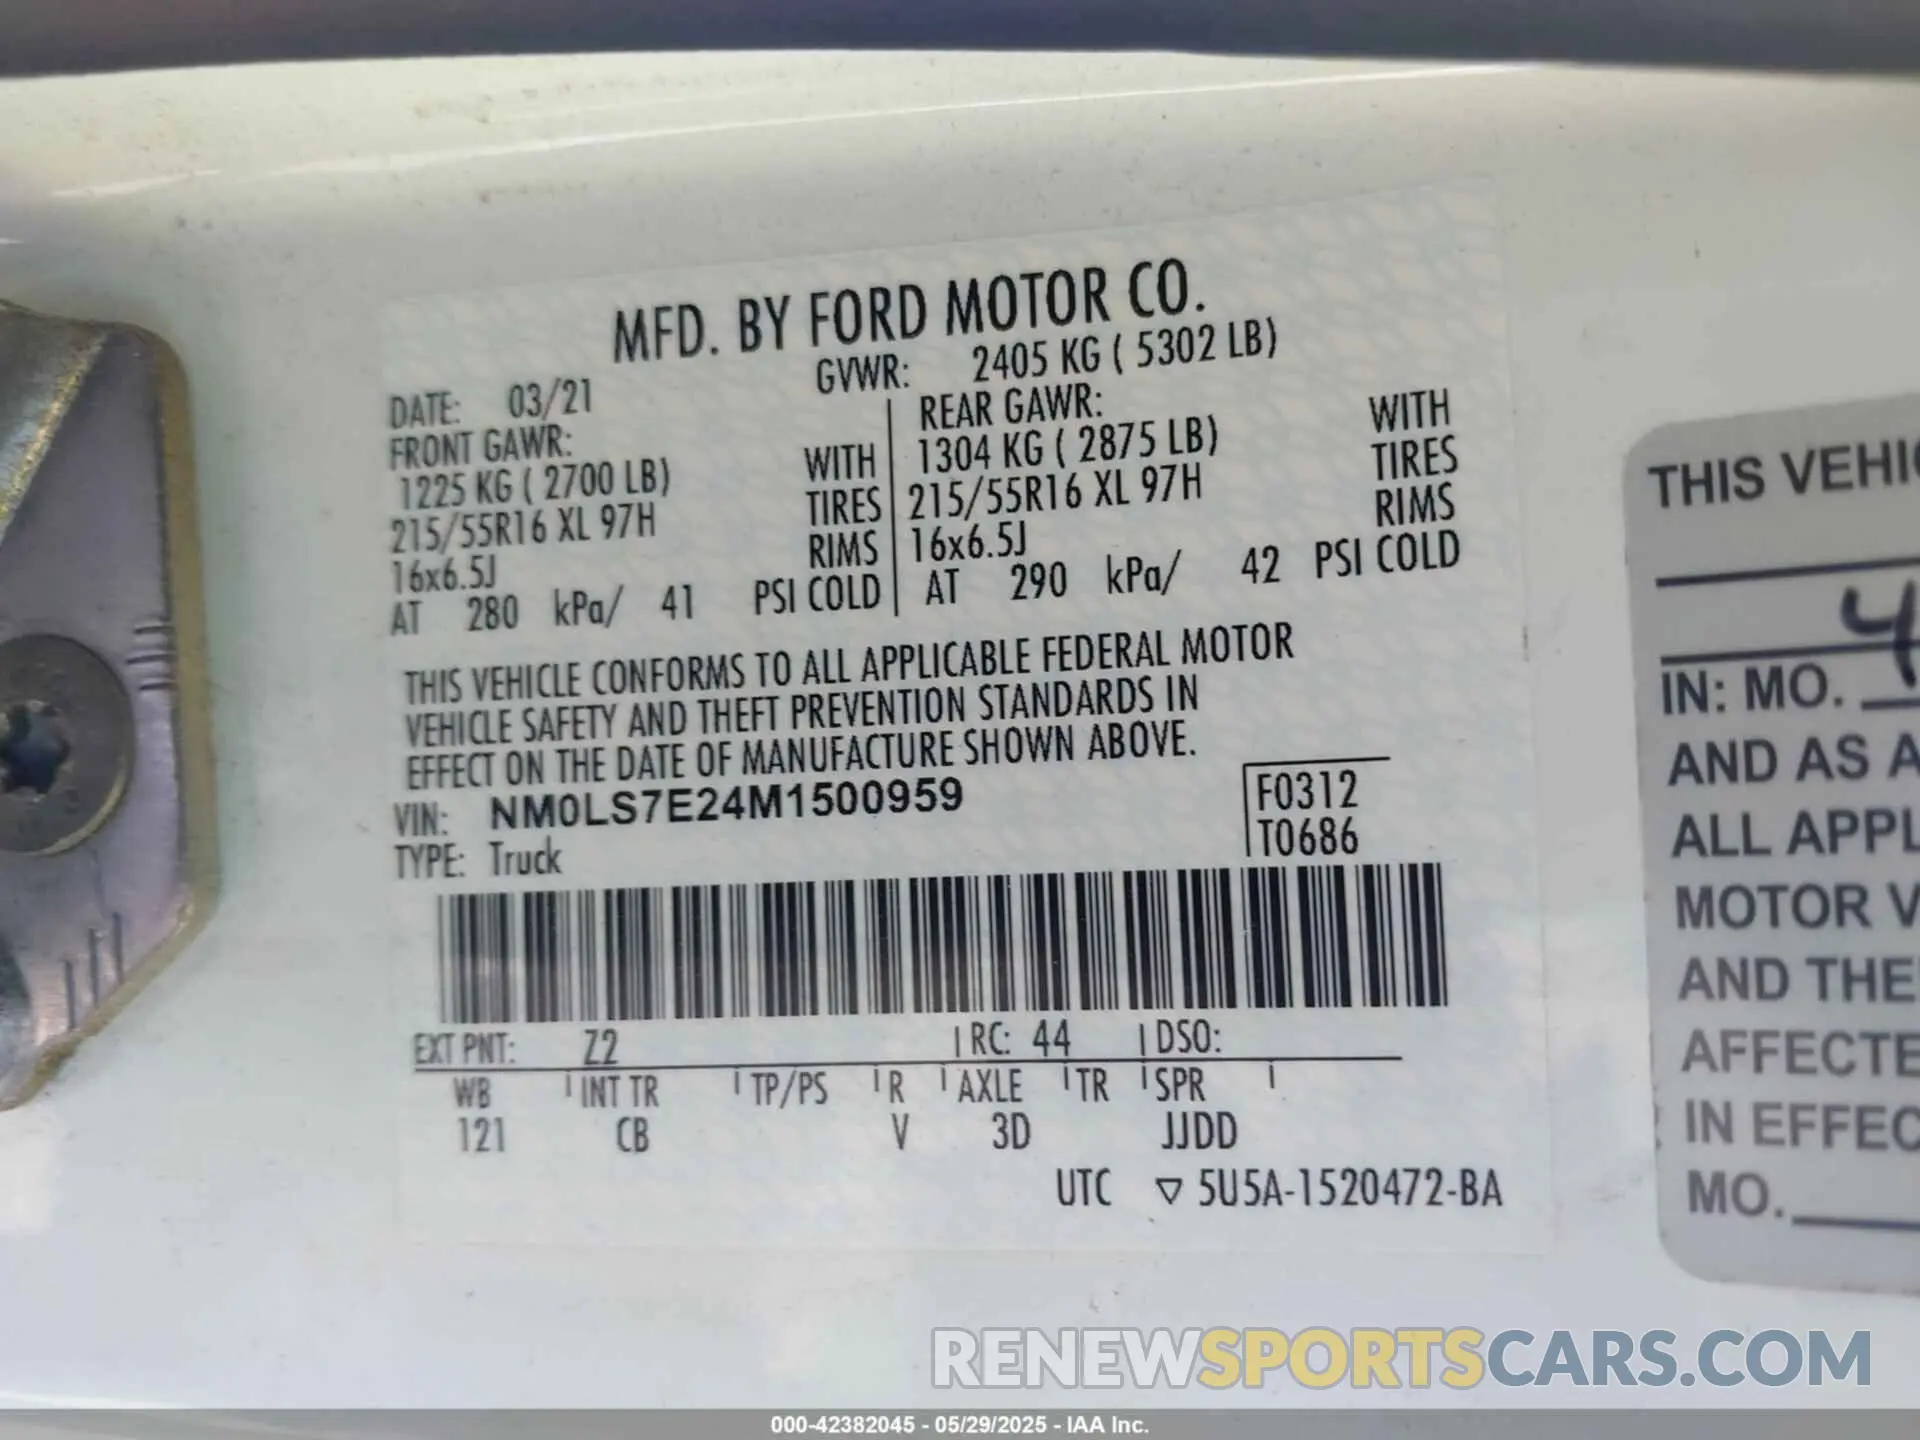 MFD. BY FORD MOTOR CO.
DATE: 03/21 GVWR: 2405 KG ( 5302 LB)
FRONT GAWR: REAR GAWR:
1225 KG ( 2700 LB) WITH 1304 KG ( 2875 LB) WITH
215/55R16 XL 97H TIRES 215/55R16 XL 97H TIRES
16x6.5J RIMS 16x6.5J RIMS
AT 280 kPa/ 41 PSI COLD AT 290 kPa/ 42 PSI COLD
THIS VEHICLE CONFORMS TO ALL APPLICABLE FEDERAL MOTOR
VEHICLE SAFETY AND THEFT PREVENTION STANDARDS IN
EFFECT ON THE DATE OF MANUFACTURE SHOWN ABOVE.
VIN: NM0LS7E24M1500959 F0312
TYPE: Truck T0686
EXT PNT: Z2 RC: 44 DSO:
WB INT TR TP/PS R AXLE TR SPR
121 CB V 3D JJDD
UTC ▽ 5U5A-1520472-BA
THIS VEHIC
4
IN: MO.
AND AS A
ALL APPL
MOTOR V
AND THE
AFFECTE
IN EFFEC
MO.
RENEWSPORTSCARS.COM
000-42382045 - 05/29/2025 - IAA Inc.